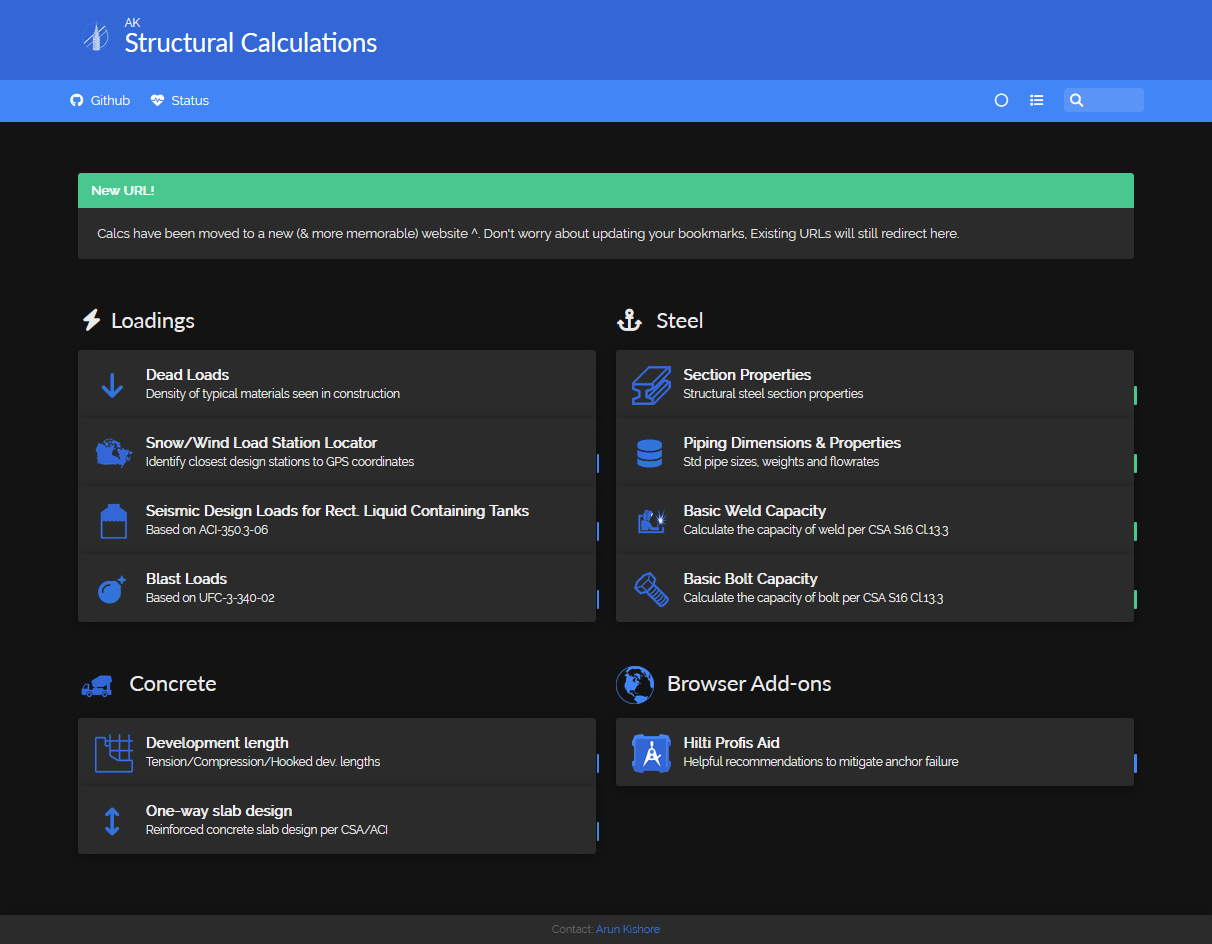 AK
Structural Calculations
Github
Status
New URL!
Calcs have been moved to a new (& more memorable) website ^. Don't worry about updating your bookmarks, Existing URLs will still redirect here.
Loadings
Dead Loads
Density of typical materials seen in construction
Snow/Wind Load Station Locator
Identify closest design stations to GPS coordinates
Seismic Design Loads for Rect. Liquid Containing Tanks
Based on ACI-350.3-06
Blast Loads
Based on UFC-3-340-02
Steel
Section Properties
Structural steel section properties
Piping Dimensions & Properties
Std pipe sizes, weights and flowrates
Basic Weld Capacity
Calculate the capacity of weld per CSA S16 Cl.13.3
Basic Bolt Capacity
Calculate the capacity of bolt per CSA S16 Cl.13.3
Concrete
Development length
Tension/Compression/Hooked dev. lengths
One-way slab design
Reinforced concrete slab design per CSA/ACI
Browser Add-ons
Hilti Profis Aid
Helpful recommendations to mitigate anchor failure
Contact: Arun Kishore